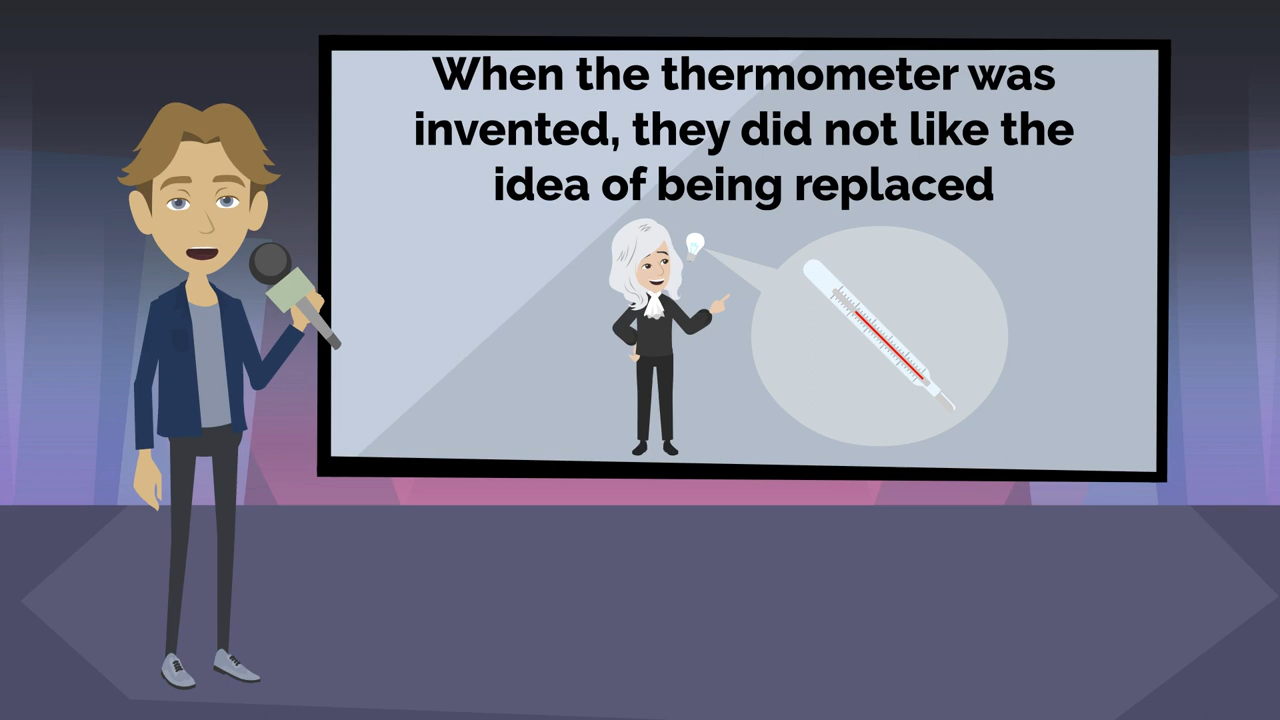 When the thermometer was
invented, they did not like the
idea of being replaced